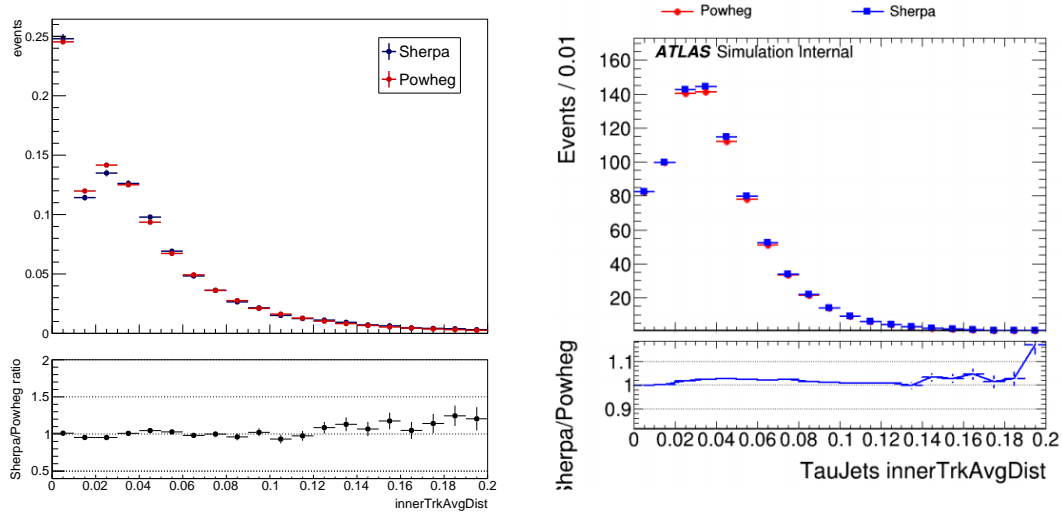 events
0.25
0.2
0.15
0.1
0.05
0
Sherpa
Powheg
Sherpa/Powheg ratio
2
1.5
1
0.5
0 0.02 0.04 0.06 0.08 0.1 0.12 0.14 0.16 0.18 0.2
innerTrkAvgDist
Powheg Sherpa
Events / 0.01
ATLAS Simulation Internal
160
140
120
100
80
60
40
20
Sherpa/Powheg
1.1
1
0.9
0 0.02 0.04 0.06 0.08 0.1 0.12 0.14 0.16 0.18 0.2
TauJets innerTrkAvgDist